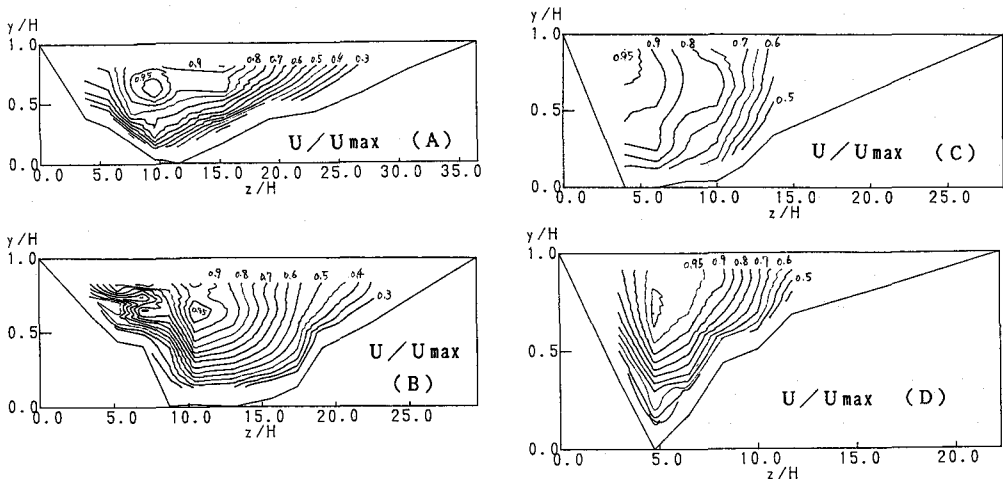 y/H
1.0
0.5
0.0
0.95
0.9
0.8 0.7 0.6 0.5 0.4 0.3
U/Umax (A)
0.0 5.0 10.0 15.0 20.0 25.0 30.0 35.0
z/H
y/H
1.0
0.5
0.0
0.95
0.9 0.8 0.7 0.6 0.5 0.4
0.3
U/Umax
(B)
0.0 5.0 10.0 15.0 20.0 25.0
z/H
y/H
1.0
0.5
0.0
0.95 0.9 0.8 0.7 0.6
0.5
U/Umax (C)
0.0 5.0 10.0 15.0 20.0 25.0
z/H
y/H
1.0
0.5
0.0
0.95 0.9 0.8 0.7 0.6
0.5
U/Umax (D)
0.0 5.0 10.0 15.0 20.0
z/H